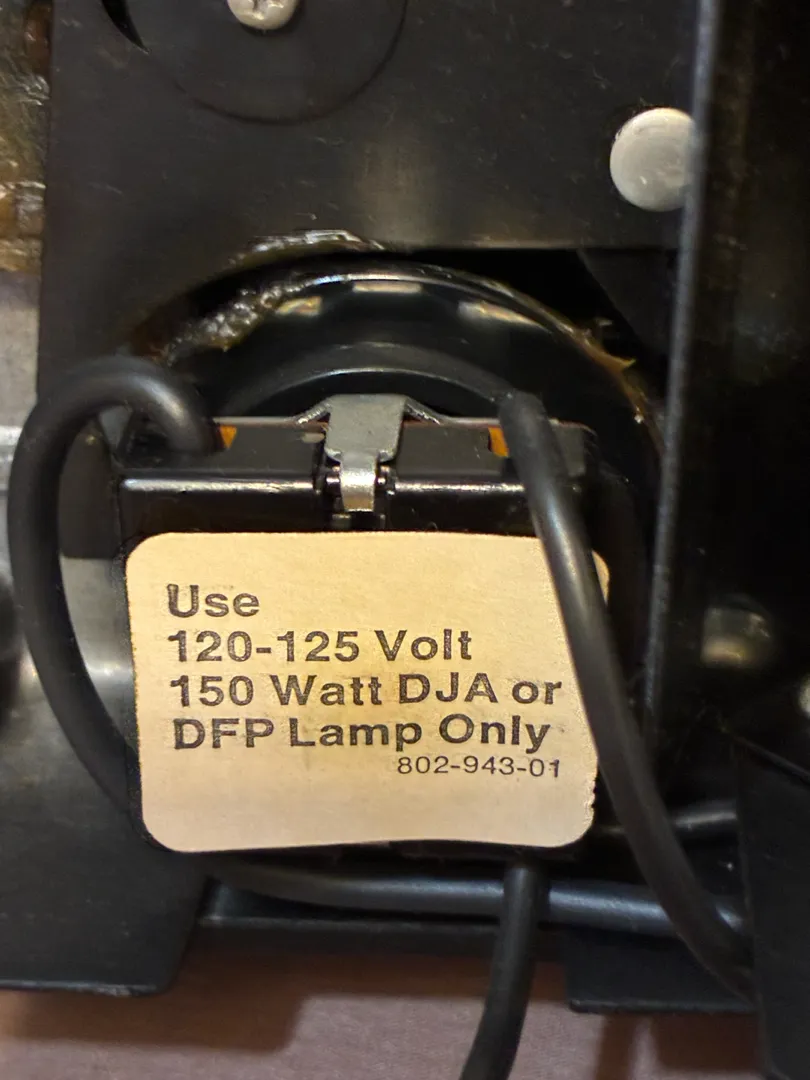 Use
120-125 Volt
150 Watt DJA or
DFP Lamp Only
802-943-01